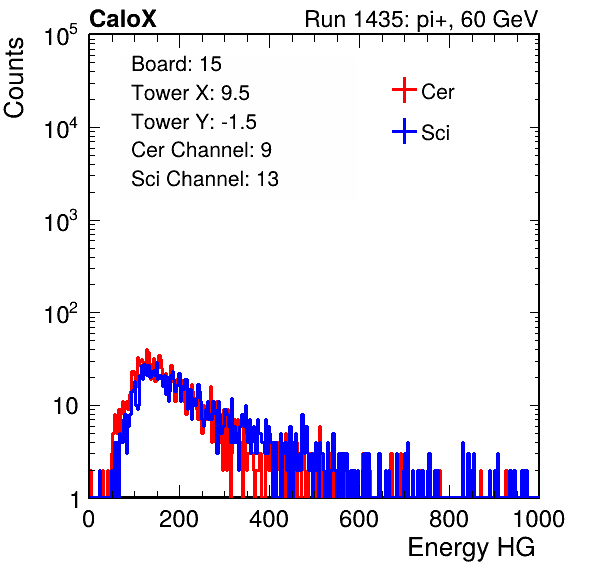 CaloX Run 1435: pi+, 60 GeV
Counts
Board: 15
Tower X: 9.5
Tower Y: -1.5
Cer Channel: 9
Sci Channel: 13
Cer
Sci
10^5
10^4
10^3
10^2
10
1
0 200 400 600 800 1000
Energy HG